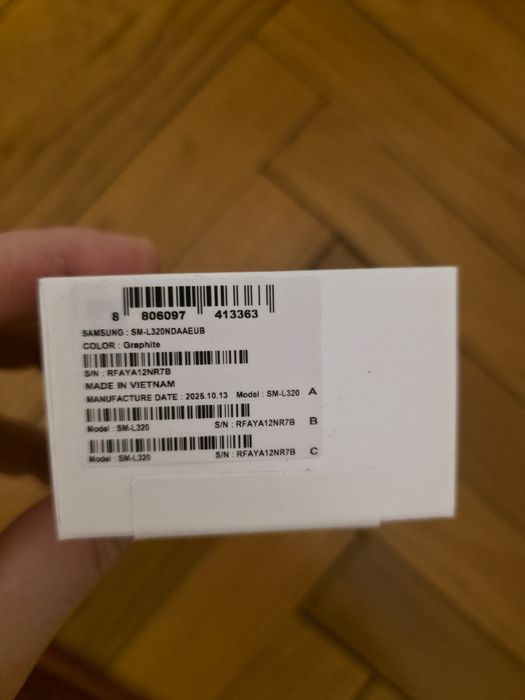 8 806097 413363
SAMSUNG : SM-L320NDAAEUB
COLOR : Graphite
S/N : RFAYA12NR7B
MADE IN VIETNAM
MANUFACTURE DATE : 2025.10.13 Model : SM-L320 A
Model : SM-L320 S/N : RFAYA12NR7B B
Model : SM-L320 S/N : RFAYA12NR7B C